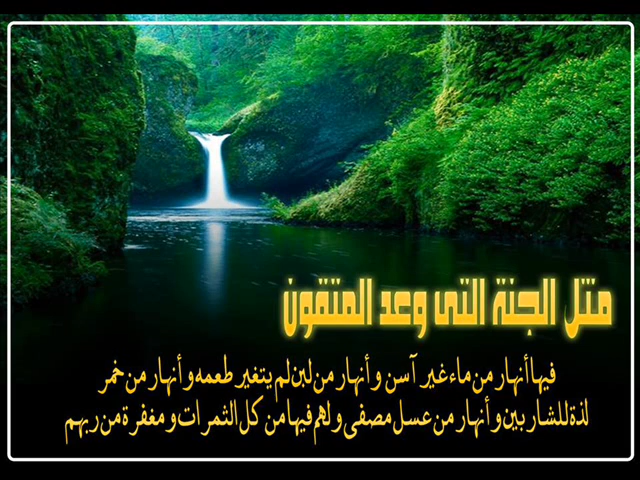 مثل الجنة التى وعد المتقون
فيها أنهار من ماء غير آسن و أنهار من لبن لم يتغير طعمه و أنهار من خمر
لذة للشاربين و أنهار من عسل مصفى و لهم فيها من كل الثمرات و مغفرة من ربهم